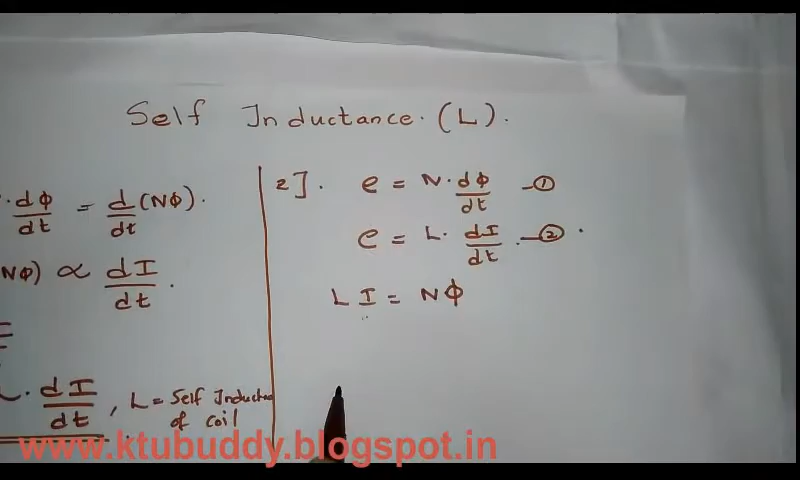 Self Inductance. (L).
.dΦ/dt = d/dt (NΦ).
NΦ) ∝ dI/dt.
. dI/dt, L = Self Inductance
of coil
2]. e = N. dΦ/dt —①
e = L. dI/dt. —②.
LI = NΦ
www.ktubuddy.blogspot.in